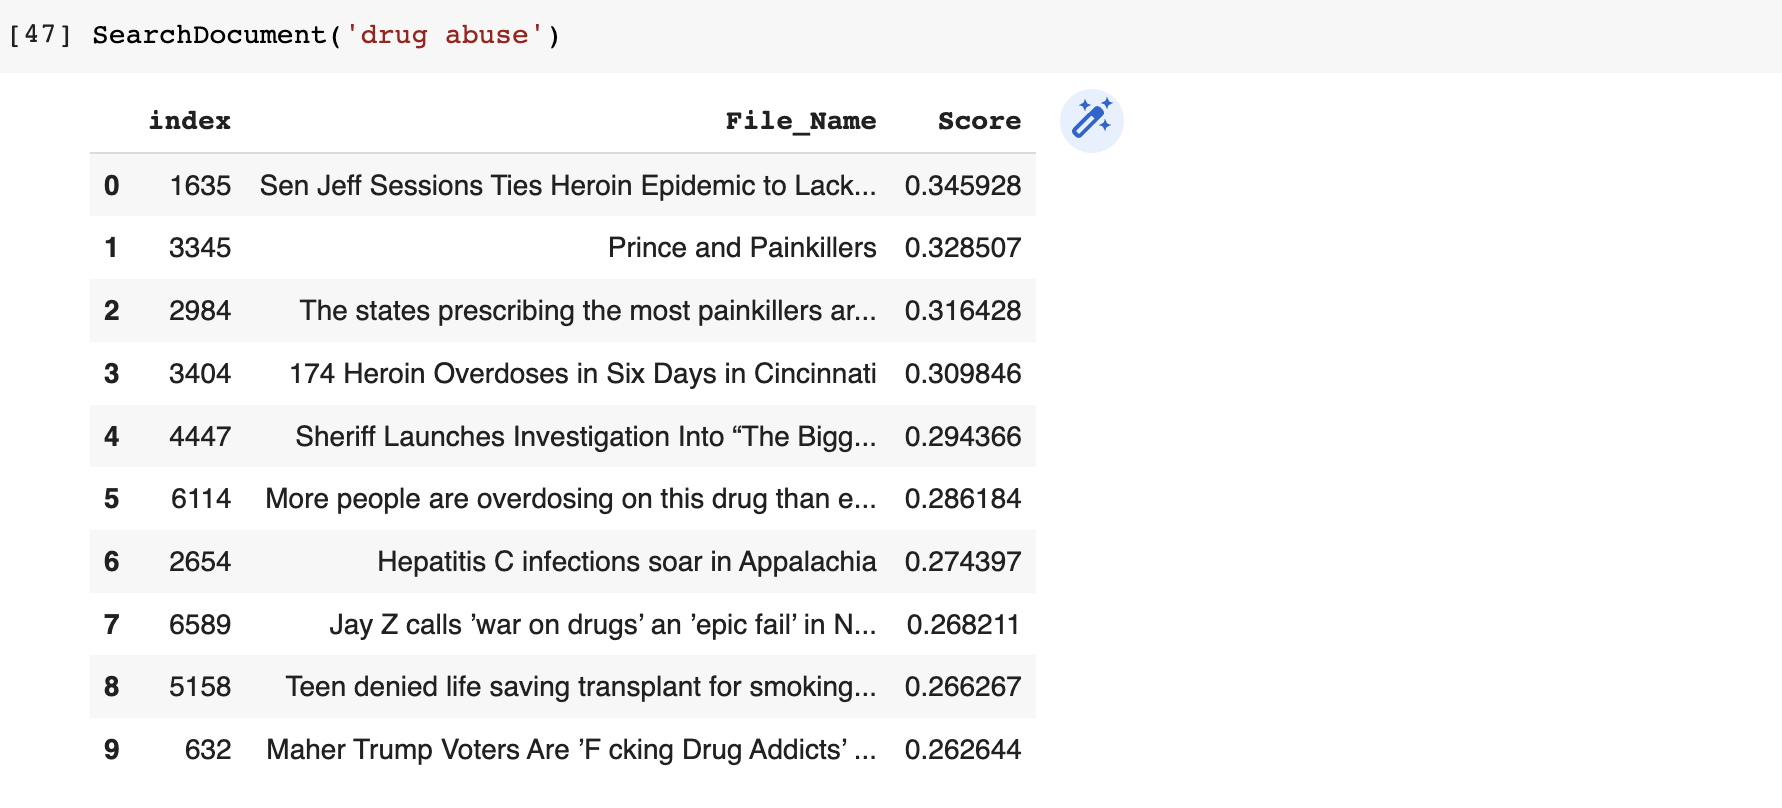 [47] SearchDocument('drug abuse')
index File_Name Score
0 1635 Sen Jeff Sessions Ties Heroin Epidemic to Lack... 0.345928
1 3345 Prince and Painkillers 0.328507
2 2984 The states prescribing the most painkillers ar... 0.316428
3 3404 174 Heroin Overdoses in Six Days in Cincinnati 0.309846
4 4447 Sheriff Launches Investigation Into “The Bigg... 0.294366
5 6114 More people are overdosing on this drug than e... 0.286184
6 2654 Hepatitis C infections soar in Appalachia 0.274397
7 6589 Jay Z calls ’war on drugs’ an ’epic fail’ in N... 0.268211
8 5158 Teen denied life saving transplant for smoking... 0.266267
9 632 Maher Trump Voters Are ’F cking Drug Addicts’ ... 0.262644